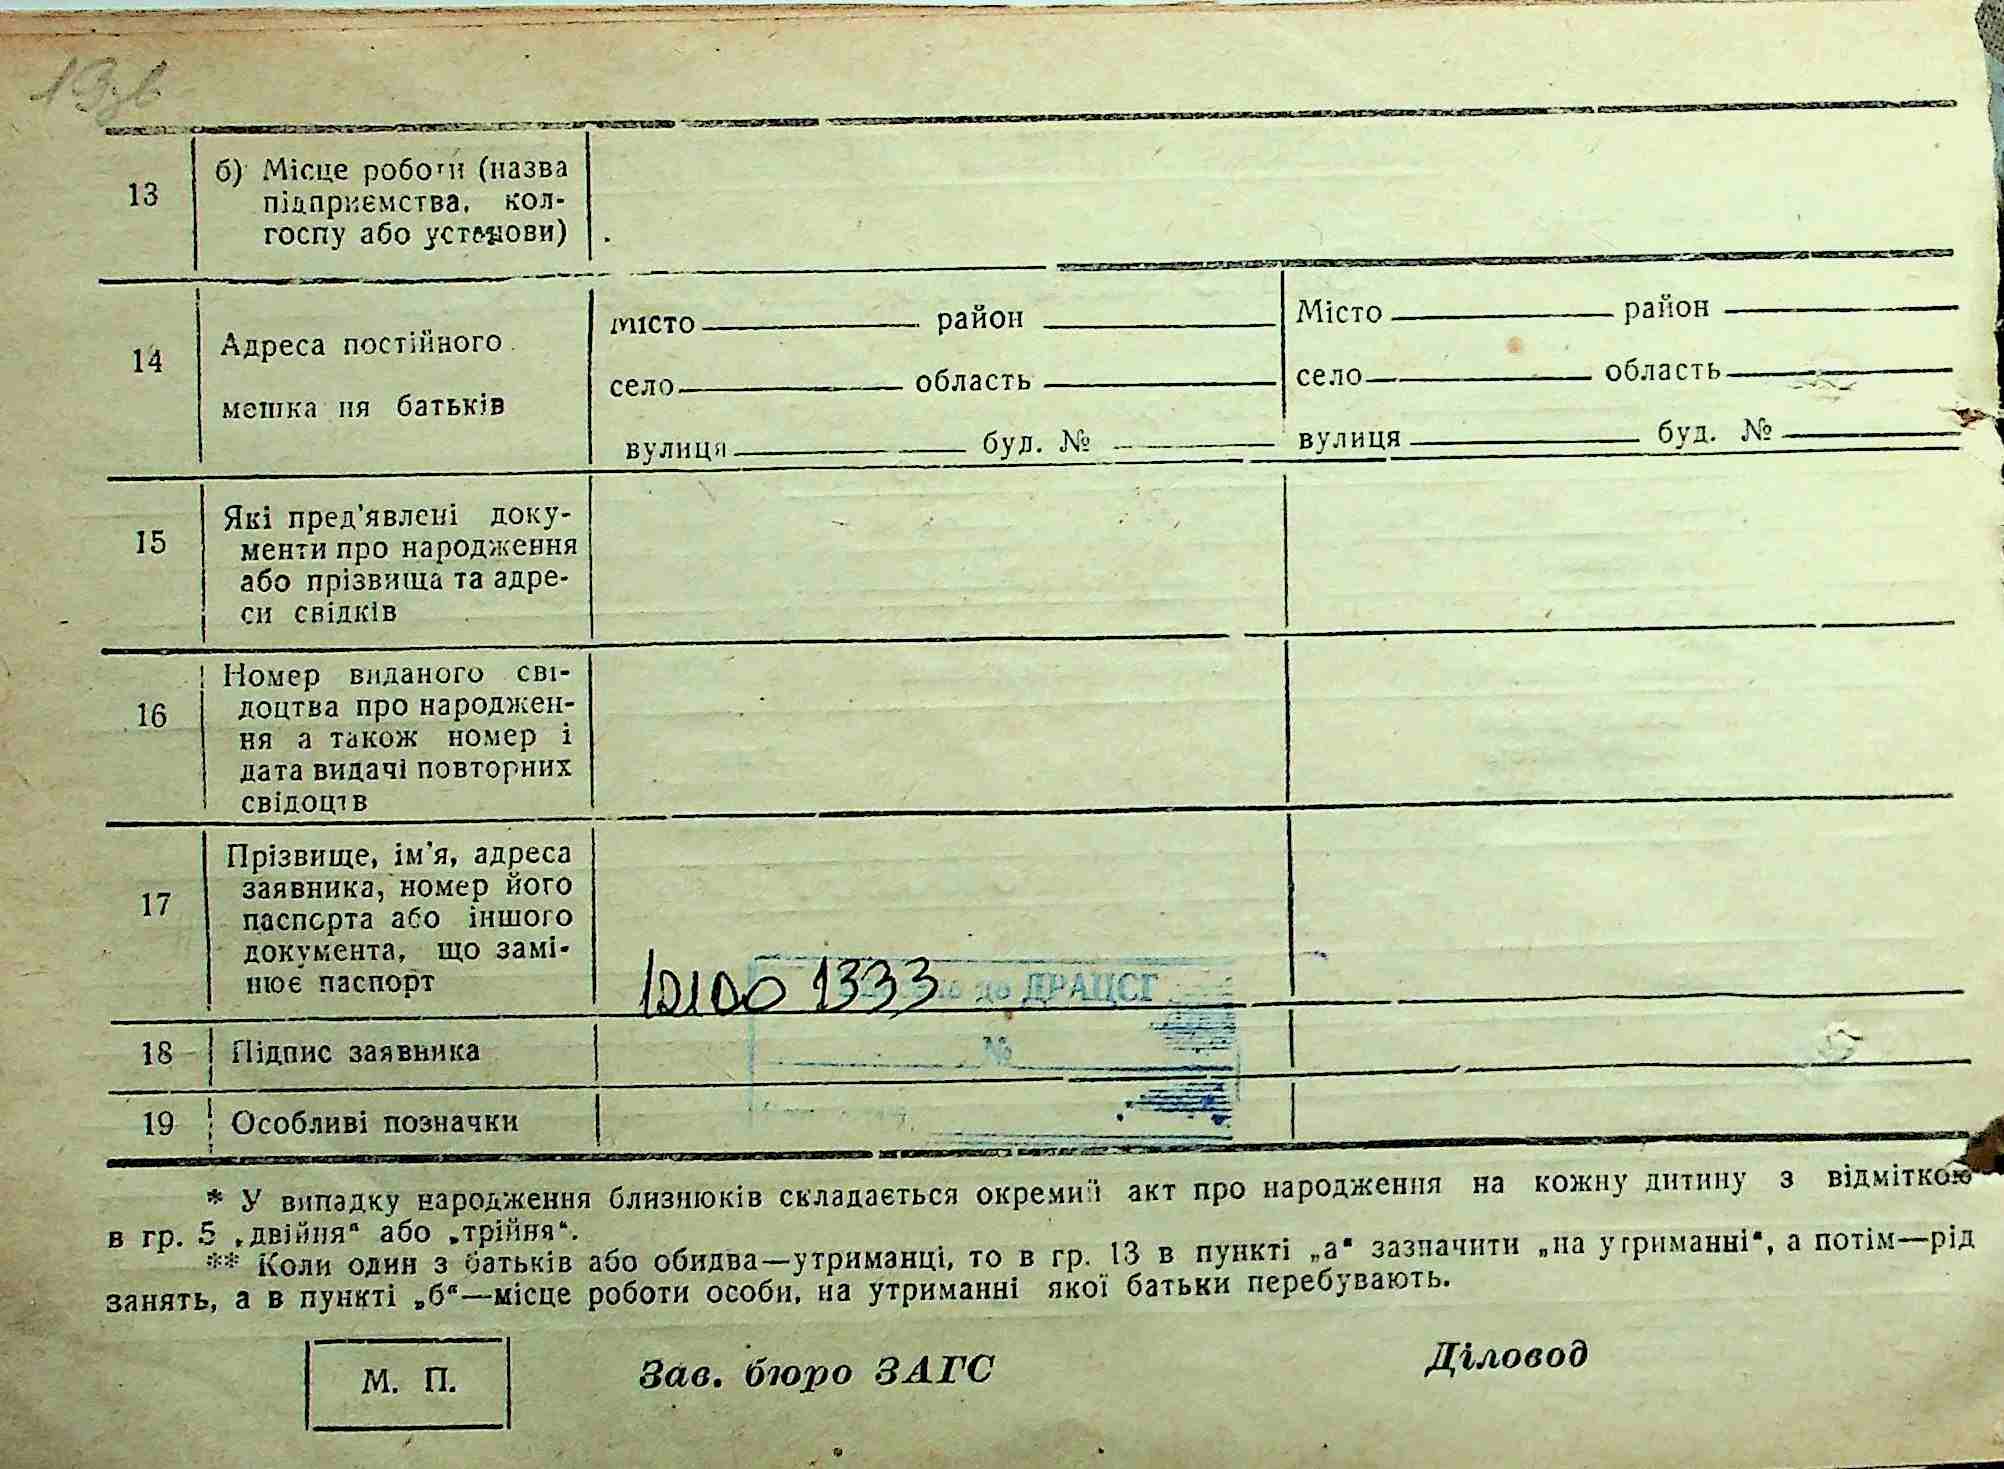 13
б) Місце роботи (назва
підприємства, кол-
госпу або установи)
14
Адреса постійного
мешка ня батьків
місто район
село область
вулиця буд. №
Місто район
село область
вулиця буд. №
15
Які пред'явлені доку-
менти про народження
або прізвища та адре-
си свідків
16
Номер виданого сві-
доцтва про народжен-
ня а також номер і
дата видачі повторних
свідоцтв
17
Прізвище, ім'я, адреса
заявника, номер його
паспорта або іншого
документа, що замі-
нює паспорт
1333
до ДРАЦСГ
№
18
Підпис заявника
19
Особливі позначки
* У випадку народження близнюків складається окремий акт про народження на кожну дитину з відміткою
в гр. 5 „двійня“ або „трійня“.
** Коли один з батьків або обидва—утриманці, то в гр. 13 в пункті „а“ зазначити „на утриманні“, а потім—рід
занять, а в пункті „б“—місце роботи особи, на утриманні якої батьки перебувають.
М. П.
Зав. бюро ЗАГС
Діловод